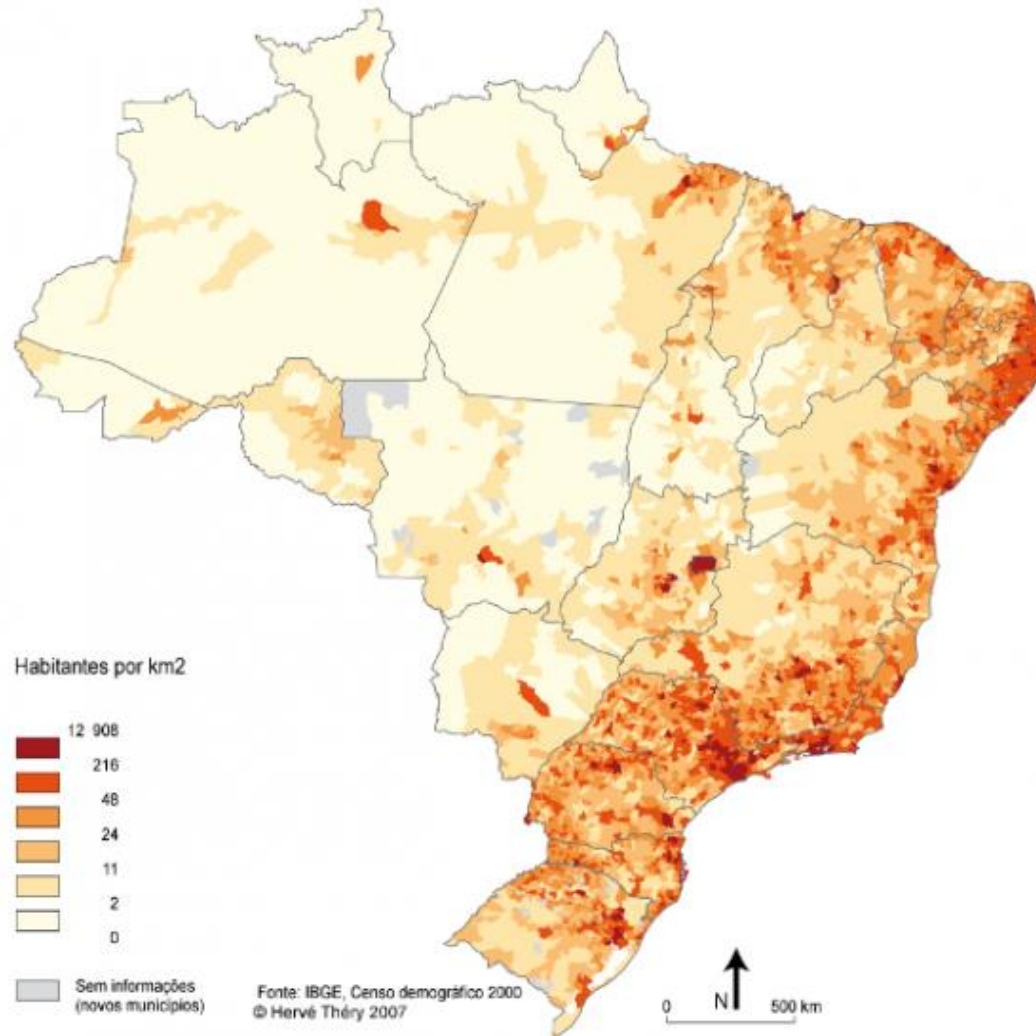 Habitantes por km2
12 908
216
48
24
11
2
0
Sem informações
(novos municípios)
Fonte: IBGE, Censo demográfico 2000
© Hervé Théry 2007
N
0 500 km